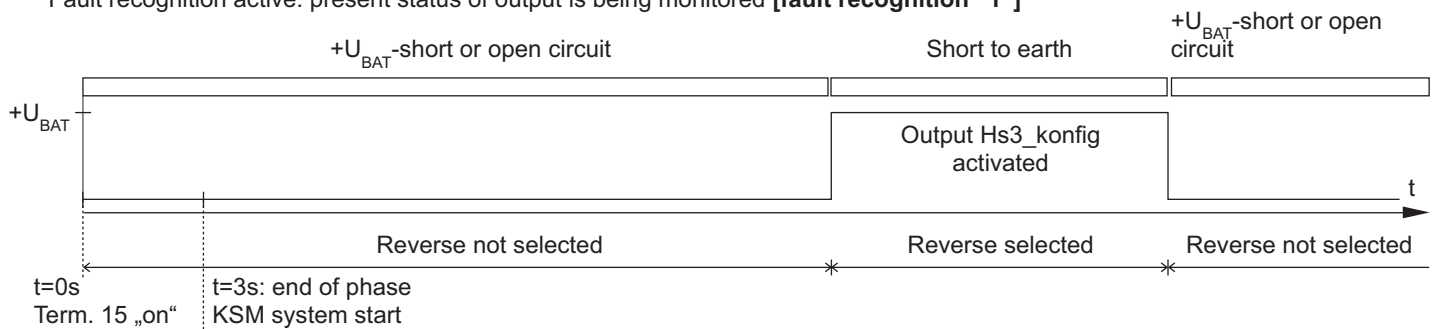 Fault recognition active: present status of output is being monitored [fault recognition "1"]
+UBAT-short or open circuit
Short to earth
+UBAT-short or open
circuit
+UBAT
Output Hs3_konfig
activated
t
Reverse not selected
Reverse selected
Reverse not selected
t=0s
Term. 15 „on“
t=3s: end of phase
KSM system start